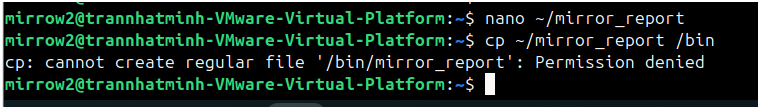 mirrow2@trannhatminh-VMware-Virtual-Platform:~$ nano ~/mirror_report
mirrow2@trannhatminh-VMware-Virtual-Platform:~$ cp ~/mirror_report /bin
cp: cannot create regular file '/bin/mirror_report': Permission denied
mirrow2@trannhatminh-VMware-Virtual-Platform:~$